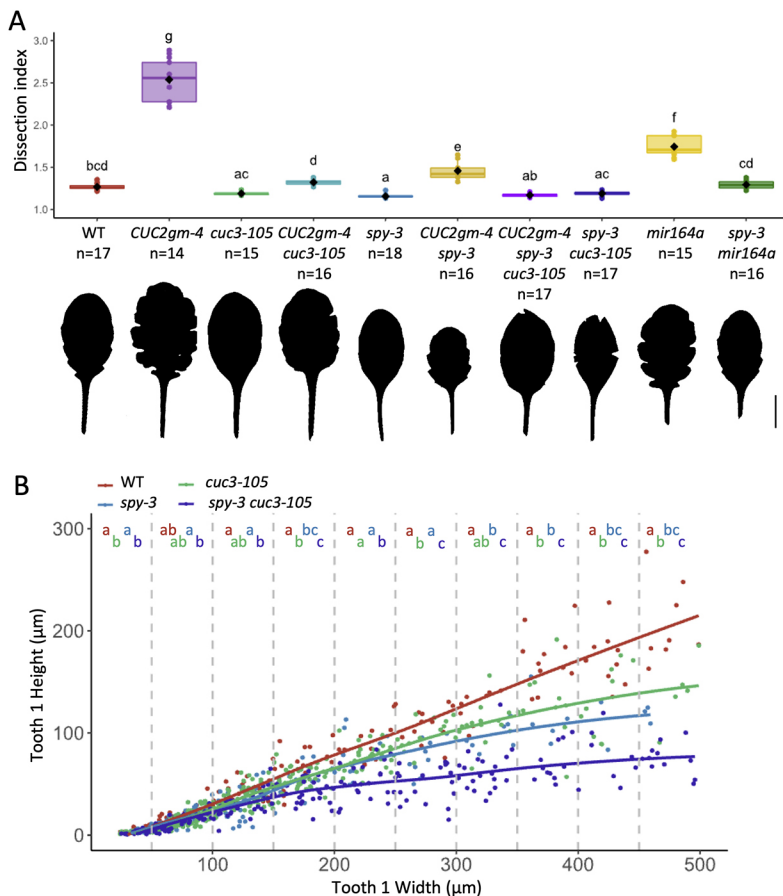 A
Dissection index
3.0
2.5
2.0
1.5
1.0
bcd
g
ac
d
a
e
ab
ac
f
cd
WT
n=17
CUC2gm-4
n=14
cuc3-105
n=15
CUC2gm-4
cuc3-105
n=16
spy-3
n=18
CUC2gm-4
spy-3
n=16
CUC2gm-4
spy-3
cuc3-105
n=17
spy-3
cuc3-105
n=17
mir164a
n=15
spy-3
mir164a
n=16
B
WT cuc3-105
spy-3 spy-3 cuc3-105
a a ab a a a a bc a a a a a b a b a bc a bc
b b ab b ab b b c a b b c ab c b c b c b c
Tooth 1 Height (µm)
300
200
100
0
100 200 300 400 500
Tooth 1 Width (µm)